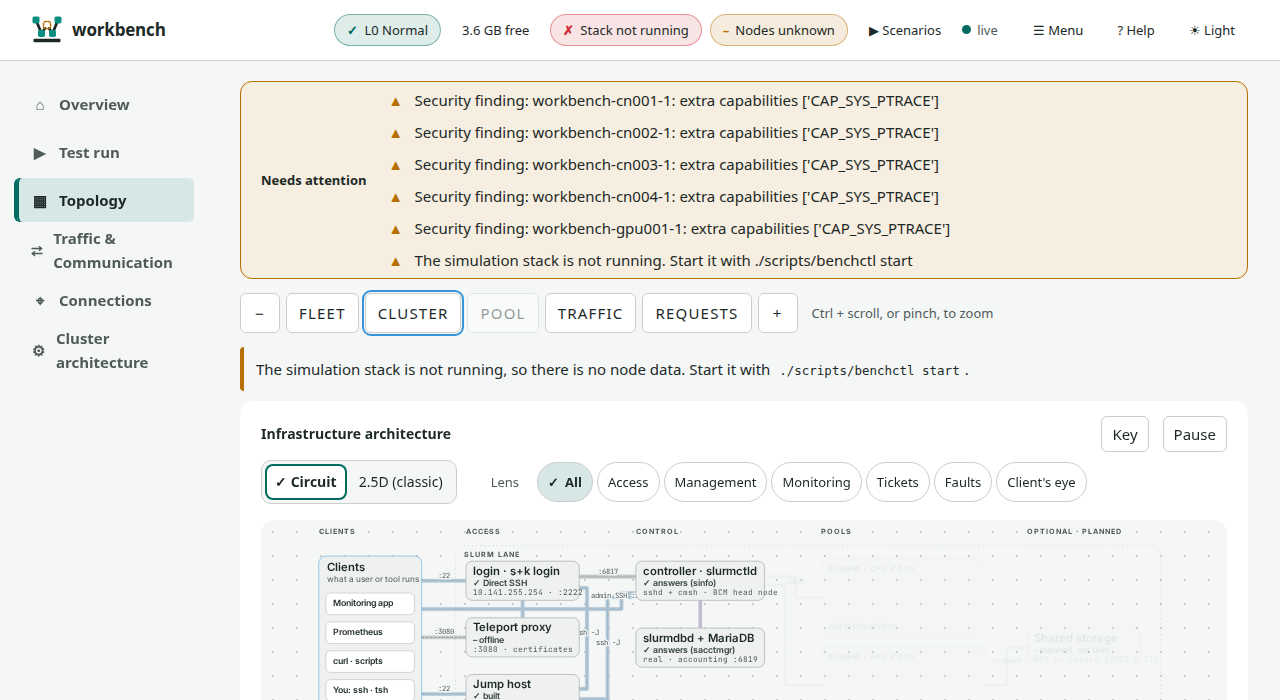 workbench
✓ L0 Normal
3.6 GB free
✗ Stack not running
– Nodes unknown
▶ Scenarios
live
☰ Menu
? Help
☀ Light
Overview
Test run
Topology
Traffic &
Communication
Connections
Cluster
architecture
Needs attention
▲ Security finding: workbench-cn001-1: extra capabilities ['CAP_SYS_PTRACE']
▲ Security finding: workbench-cn002-1: extra capabilities ['CAP_SYS_PTRACE']
▲ Security finding: workbench-cn003-1: extra capabilities ['CAP_SYS_PTRACE']
▲ Security finding: workbench-cn004-1: extra capabilities ['CAP_SYS_PTRACE']
▲ Security finding: workbench-gpu001-1: extra capabilities ['CAP_SYS_PTRACE']
▲ The simulation stack is not running. Start it with ./scripts/benchctl start
− FLEET CLUSTER POOL TRAFFIC REQUESTS + Ctrl + scroll, or pinch, to zoom
The simulation stack is not running, so there is no node data. Start it with ./scripts/benchctl start.
Infrastructure architecture
Key
Pause
✓ Circuit
2.5D (classic)
Lens
✓ All
Access
Management
Monitoring
Tickets
Faults
Client's eye
CLIENTS
ACCESS
CONTROL
POOLS
OPTIONAL · PLANNED
SLURM LANE
Clients
what a user or tool runs
Monitoring app
Prometheus
curl · scripts
You: ssh · tsh
:22
:3080
:22
login · s+k login
✓ Direct SSH
10.141.255.254 · :2222
Teleport proxy
– offline
:3080 · certificates
Jump host
✓ built
:6817
admin SSH
ssh -J
controller · slurmctld
✓ answers (sinfo)
sshd + cmsh · BCM head node
slurmdbd + MariaDB
✓ answers (sacctmgr)
real · accounting :6819
SLURM · CPU POOL
SLURM · GPU POOL
Shared storage